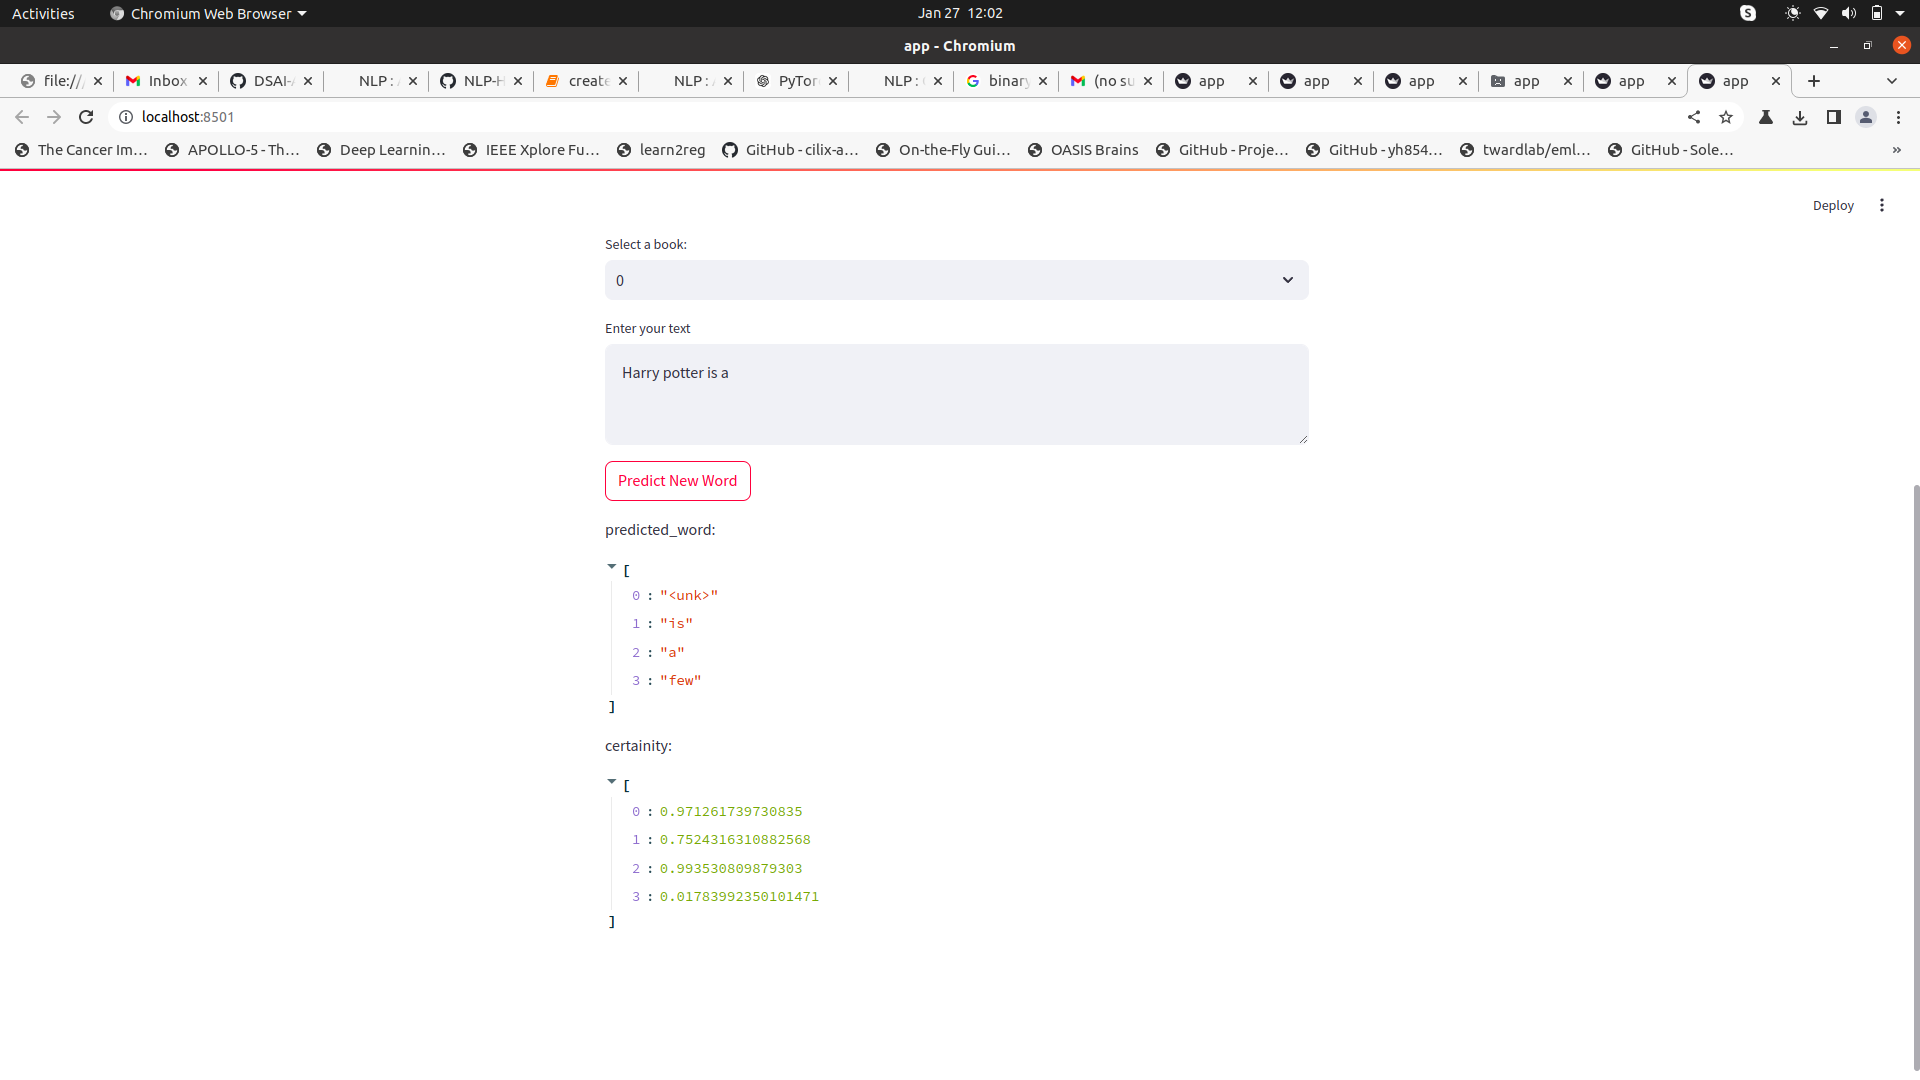 Activities Chromium Web Browser Jan 27 12:02
app - Chromium
file:/// Inbox DSAI- NLP : NLP-H create NLP : PyTor NLP : binary (no su app app app app app app
localhost:8501
The Cancer Im... APOLLO-5 - Th... Deep Learnin... IEEE Xplore Fu... learn2reg GitHub - cilix-a... On-the-Fly Gui... OASIS Brains GitHub - Proje... GitHub - yh854... twardlab/eml... GitHub - Sole... »
Deploy
Select a book:
0
Enter your text
Harry potter is a
Predict New Word
predicted_word:
[
0 : "<unk>"
1 : "is"
2 : "a"
3 : "few"
]
certainity:
[
0 : 0.971261739730835
1 : 0.7524316310882568
2 : 0.993530809879303
3 : 0.01783992350101471
]